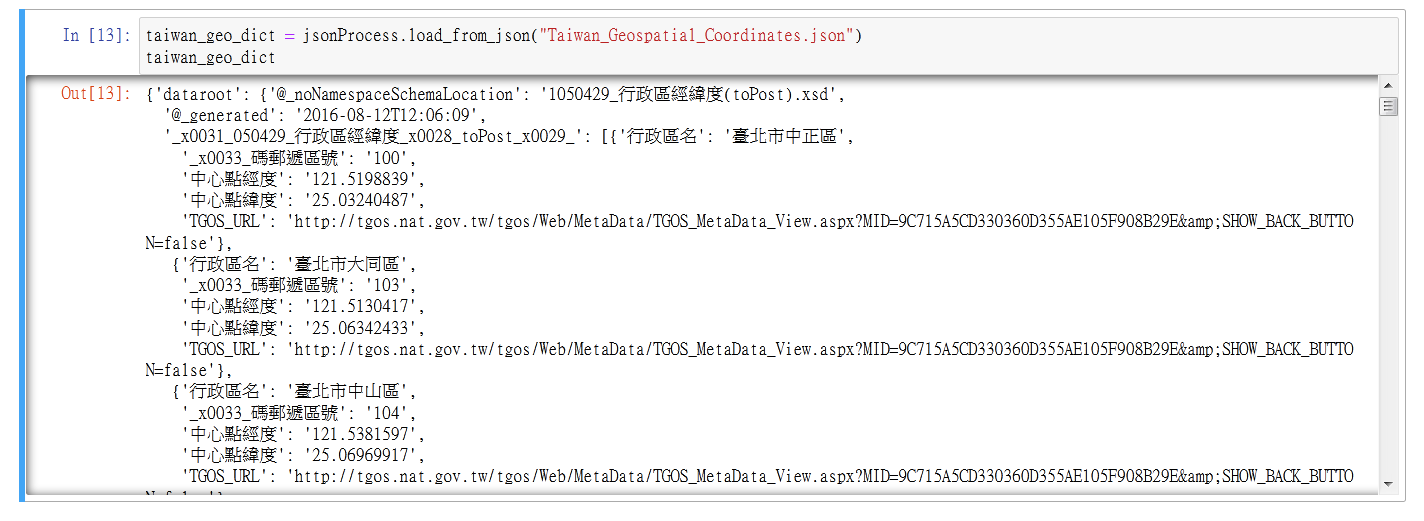 In [13]: taiwan_geo_dict = jsonProcess.load_from_json("Taiwan_Geospatial_Coordinates.json")
taiwan_geo_dict
Out[13]: {'dataroot': {'@_noNamespaceSchemaLocation': '1050429_行政區經緯度(toPost).xsd',
'@_generated': '2016-08-12T12:06:09',
'_x0031_050429_行政區經緯度_x0028_toPost_x0029_': [{'行政區名': '臺北市中正區',
'_x0033_碼郵遞區號': '100',
'中心點經度': '121.5198839',
'中心點緯度': '25.03240487',
'TGOS_URL': 'http://tgos.nat.gov.tw/tgos/Web/MetaData/TGOS_MetaData_View.aspx?MID=9C715A5CD330360D355AE105F908B29E&amp;SHOW_BACK_BUTTO
N=false'},
{'行政區名': '臺北市大同區',
'_x0033_碼郵遞區號': '103',
'中心點經度': '121.5130417',
'中心點緯度': '25.06342433',
'TGOS_URL': 'http://tgos.nat.gov.tw/tgos/Web/MetaData/TGOS_MetaData_View.aspx?MID=9C715A5CD330360D355AE105F908B29E&amp;SHOW_BACK_BUTTO
N=false'},
{'行政區名': '臺北市中山區',
'_x0033_碼郵遞區號': '104',
'中心點經度': '121.5381597',
'中心點緯度': '25.06969917',
'TGOS_URL': 'http://tgos.nat.gov.tw/tgos/Web/MetaData/TGOS_MetaData_View.aspx?MID=9C715A5CD330360D355AE105F908B29E&amp;SHOW_BACK_BUTTO